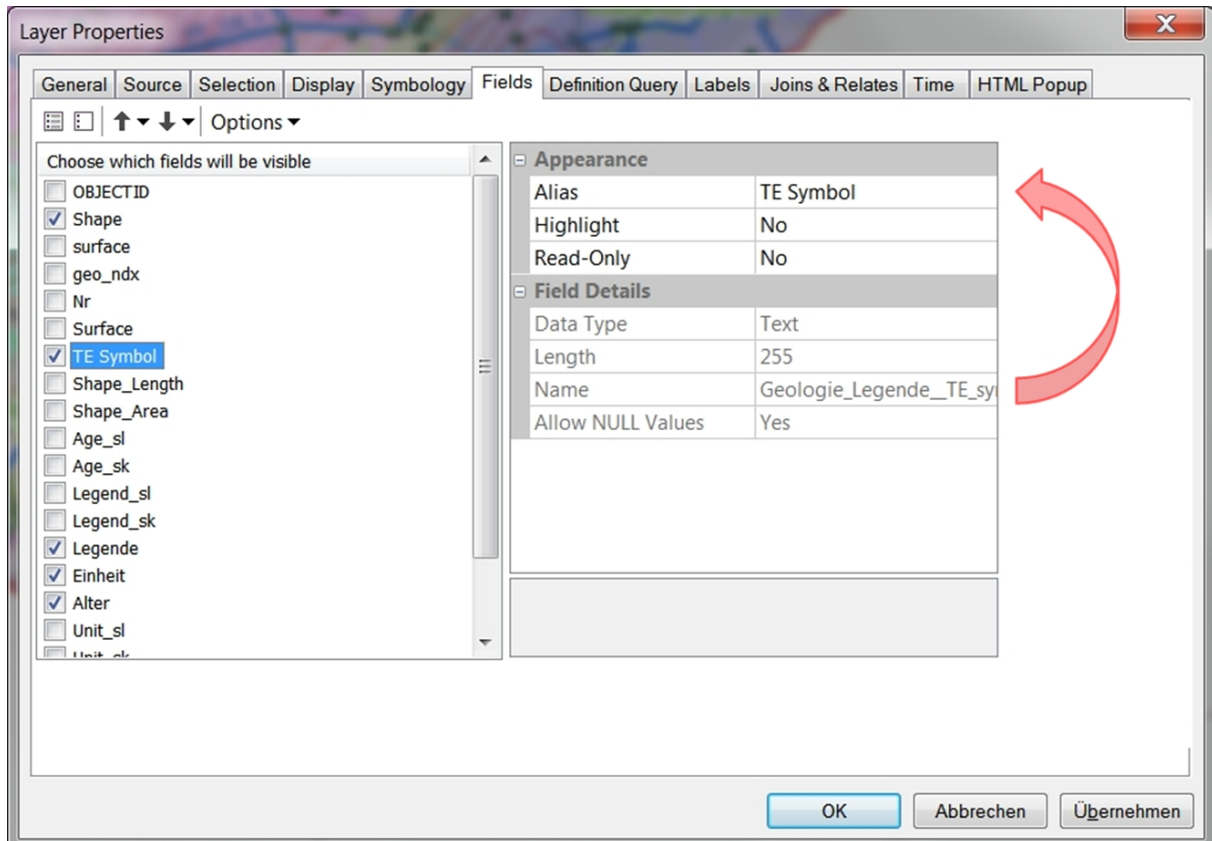 Layer Properties
General Source Selection Display Symbology Fields Definition Query Labels Joins & Relates Time HTML Popup
Options
Choose which fields will be visible
OBJECTID
Shape
surface
geo_ndx
Nr
Surface
TE Symbol
Shape_Length
Shape_Area
Age_sl
Age_sk
Legend_sl
Legend_sk
Legende
Einheit
Alter
Unit_sl
Unit_sk
Appearance
Alias TE Symbol
Highlight No
Read-Only No
Field Details
Data Type Text
Length 255
Name Geologie_Legende__TE_sy
Allow NULL Values Yes
OK Abbrechen Übernehmen